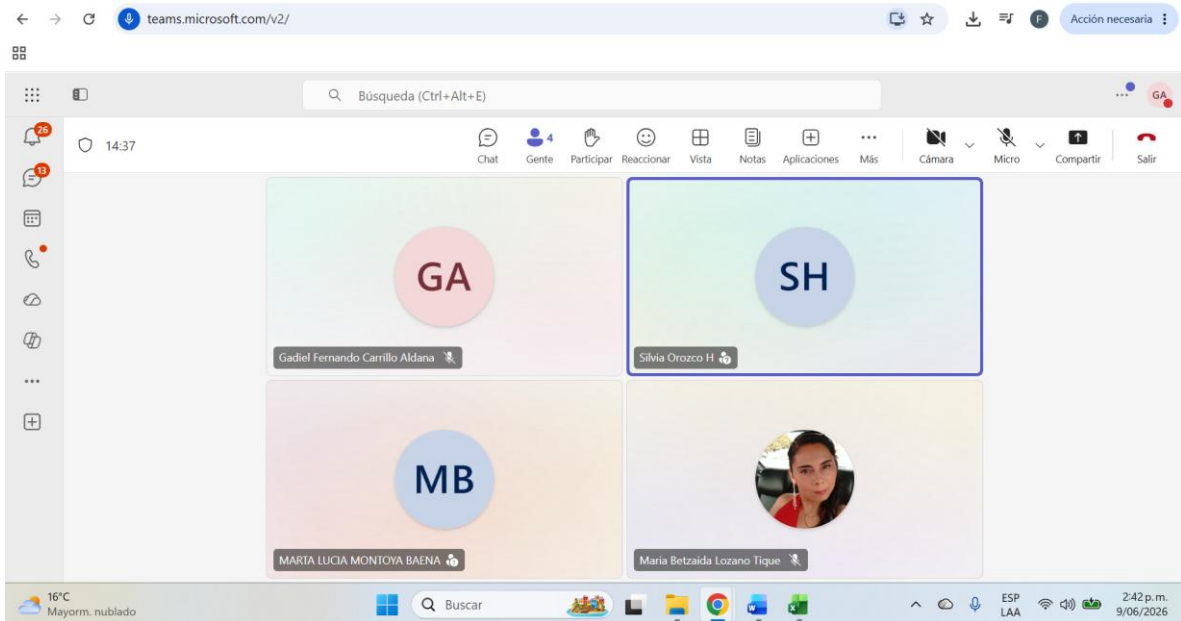 teams.microsoft.com/v2/
F
Acción necesaria
Búsqueda (Ctrl+Alt+E)
GA
26
14:37
4
Chat
Gente
Participar
Reaccionar
Vista
Notas
Aplicaciones
Más
Cámara
Micro
Compartir
Salir
13
GA
SH
Gadiel Fernando Carrillo Aldana
Silvia Orozco H
MB
MARTA LUCIA MONTOYA BAENA
Maria Betzaida Lozano Tique
16°C
Mayorm. nublado
Buscar
ESP
LAA
2:42 p. m.
9/06/2026